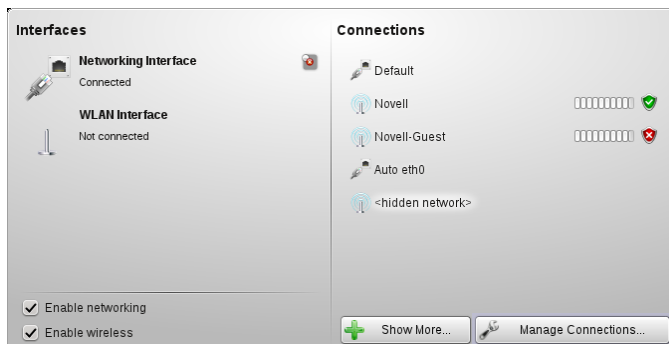 Interfaces
Networking Interface
Connected
WLAN Interface
Not connected
Enable networking
Enable wireless
Connections
Default
Novell
Novell-Guest
Auto eth0
<hidden network>
Show More...
Manage Connections...